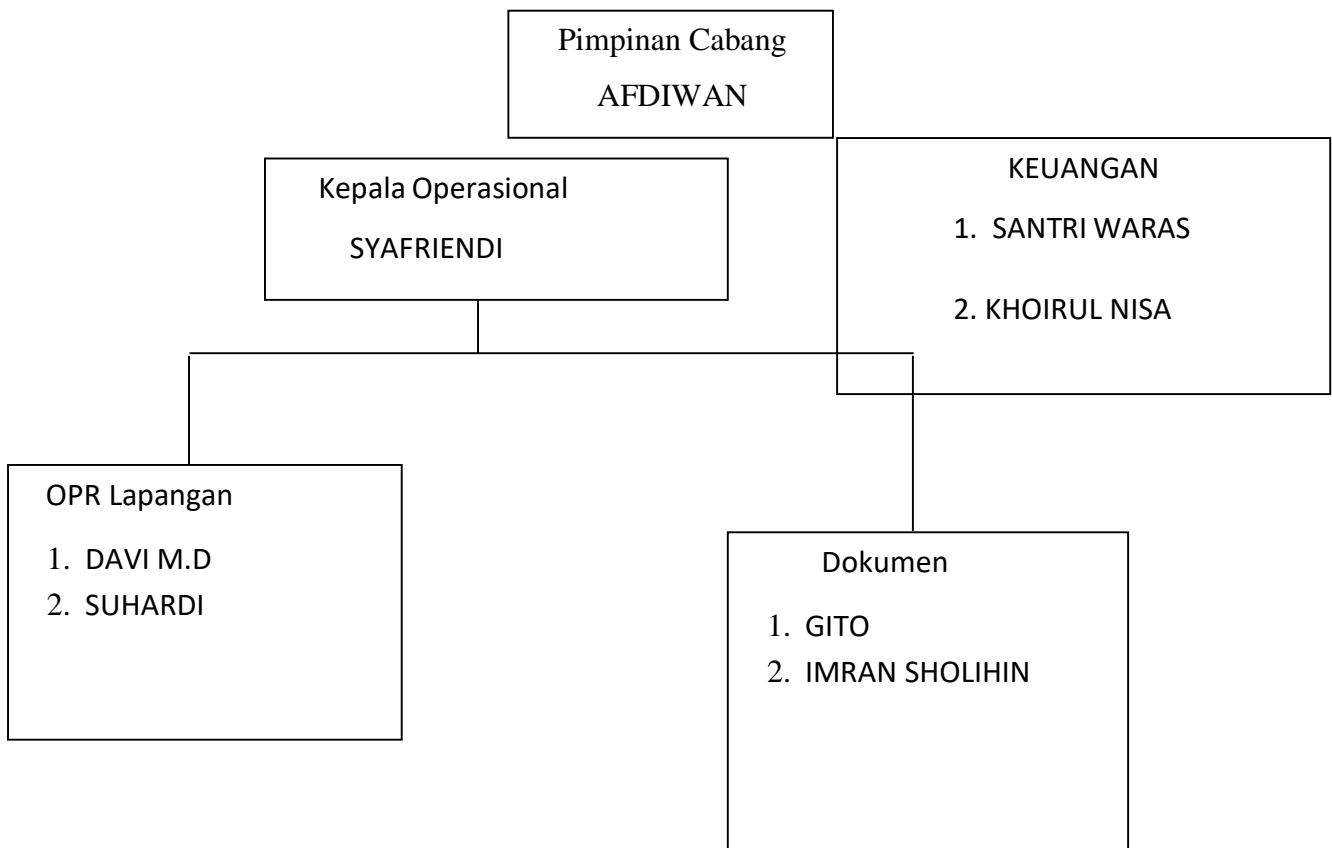 Pimpinan Cabang
AFDIWAN
Kepala Operasional
SYAFRIENDI
KEUANGAN
1. SANTRI WARAS
2. KHOIRUL NISA
OPR Lapangan
1. DAVI M.D
2. SUHARDI
Dokumen
1. GITO
2. IMRAN SHOLIHIN